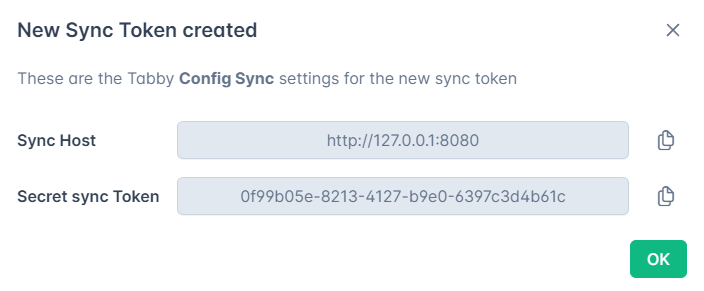 New Sync Token created
These are the Tabby Config Sync settings for the new sync token
Sync Host
http://127.0.0.1:8080
Secret sync Token
0f99b05e-8213-4127-b9e0-6397c3d4b61c
OK